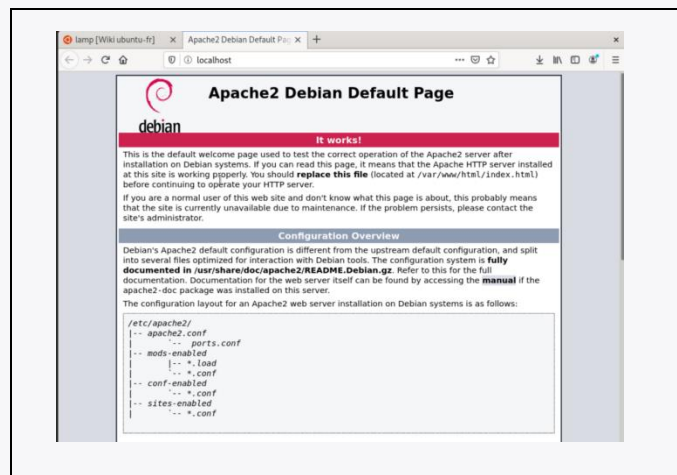 lamp [Wiki ubuntu-fr]
Apache2 Debian Default Pag
localhost
debian
Apache2 Debian Default Page
It works!
This is the default welcome page used to test the correct operation of the Apache2 server after
installation on Debian systems. If you can read this page, it means that the Apache HTTP server installed
at this site is working properly. You should replace this file (located at /var/www/html/index.html)
before continuing to operate your HTTP server.
If you are a normal user of this web site and don't know what this page is about, this probably means
that the site is currently unavailable due to maintenance. If the problem persists, please contact the
site's administrator.
Configuration Overview
Debian's Apache2 default configuration is different from the upstream default configuration, and split
into several files optimized for interaction with Debian tools. The configuration system is fully
documented in /usr/share/doc/apache2/README.Debian.gz. Refer to this for the full
documentation. Documentation for the web server itself can be found by accessing the manual if the
apache2-doc package was installed on this server.
The configuration layout for an Apache2 web server installation on Debian systems is as follows:
/etc/apache2/
|-- apache2.conf
|       `--  ports.conf
|-- mods-enabled
|       |-- *.load
|       `-- *.conf
|-- conf-enabled
|       `-- *.conf
|-- sites-enabled
|       `-- *.conf